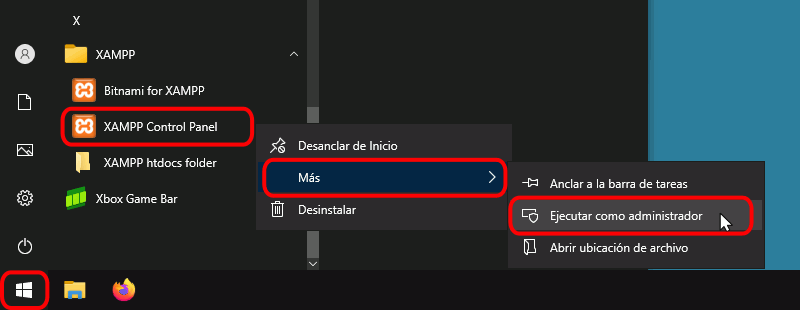 X
XAMPP
Bitnami for XAMPP
XAMPP Control Panel
XAMPP htdocs folder
Xbox Game Bar
Desanclar de Inicio
Más
Desinstalar
Anclar a la barra de tareas
Ejecutar como administrador
Abrir ubicación de archivo